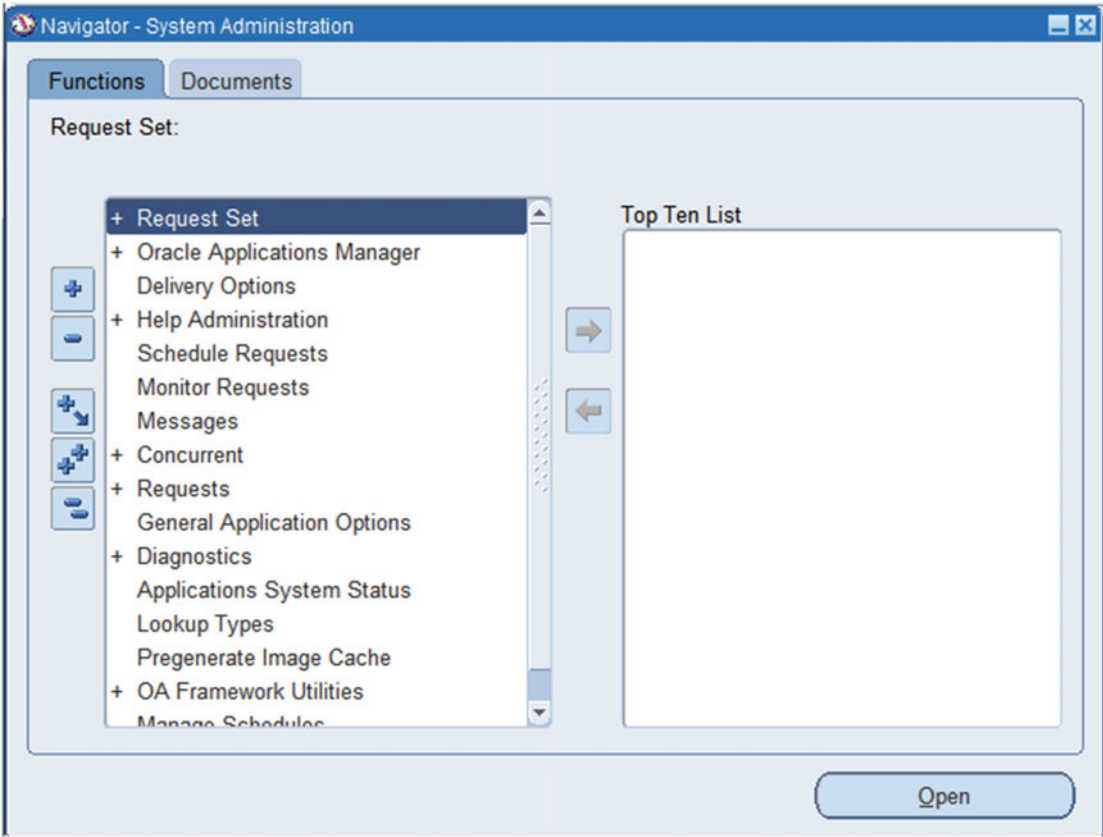 Navigator - System Administration
Functions
Documents
Request Set:
+ Request Set
+ Oracle Applications Manager
Delivery Options
+ Help Administration
Schedule Requests
Monitor Requests
Messages
+ Concurrent
+ Requests
General Application Options
+ Diagnostics
Applications System Status
Lookup Types
Pregenerate Image Cache
+ OA Framework Utilities
Manage Schedules
Top Ten List
Open